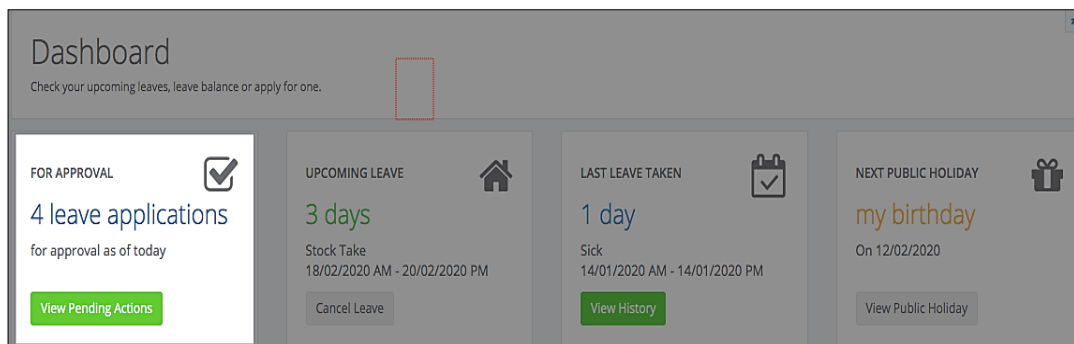 Dashboard
Check your upcoming leaves, leave balance or apply for one.
FOR APPROVAL
4 leave applications
for approval as of today
View Pending Actions
UPCOMING LEAVE
3 days
Stock Take
18/02/2020 AM - 20/02/2020 PM
Cancel Leave
LAST LEAVE TAKEN
1 day
Sick
14/01/2020 AM - 14/01/2020 PM
View History
NEXT PUBLIC HOLIDAY
my birthday
On 12/02/2020
View Public Holiday